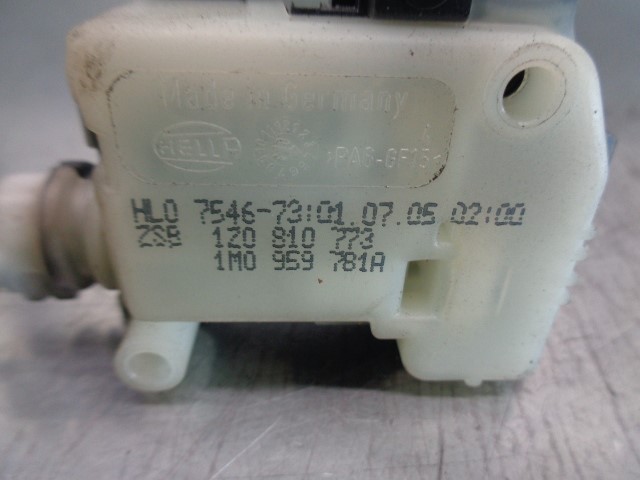 Made in Germany
HELLA
>PA6-GF15<
HLO 7546-73:01.07.05 02:00
ZSB 1Z0 810 773
1M0 959 781A